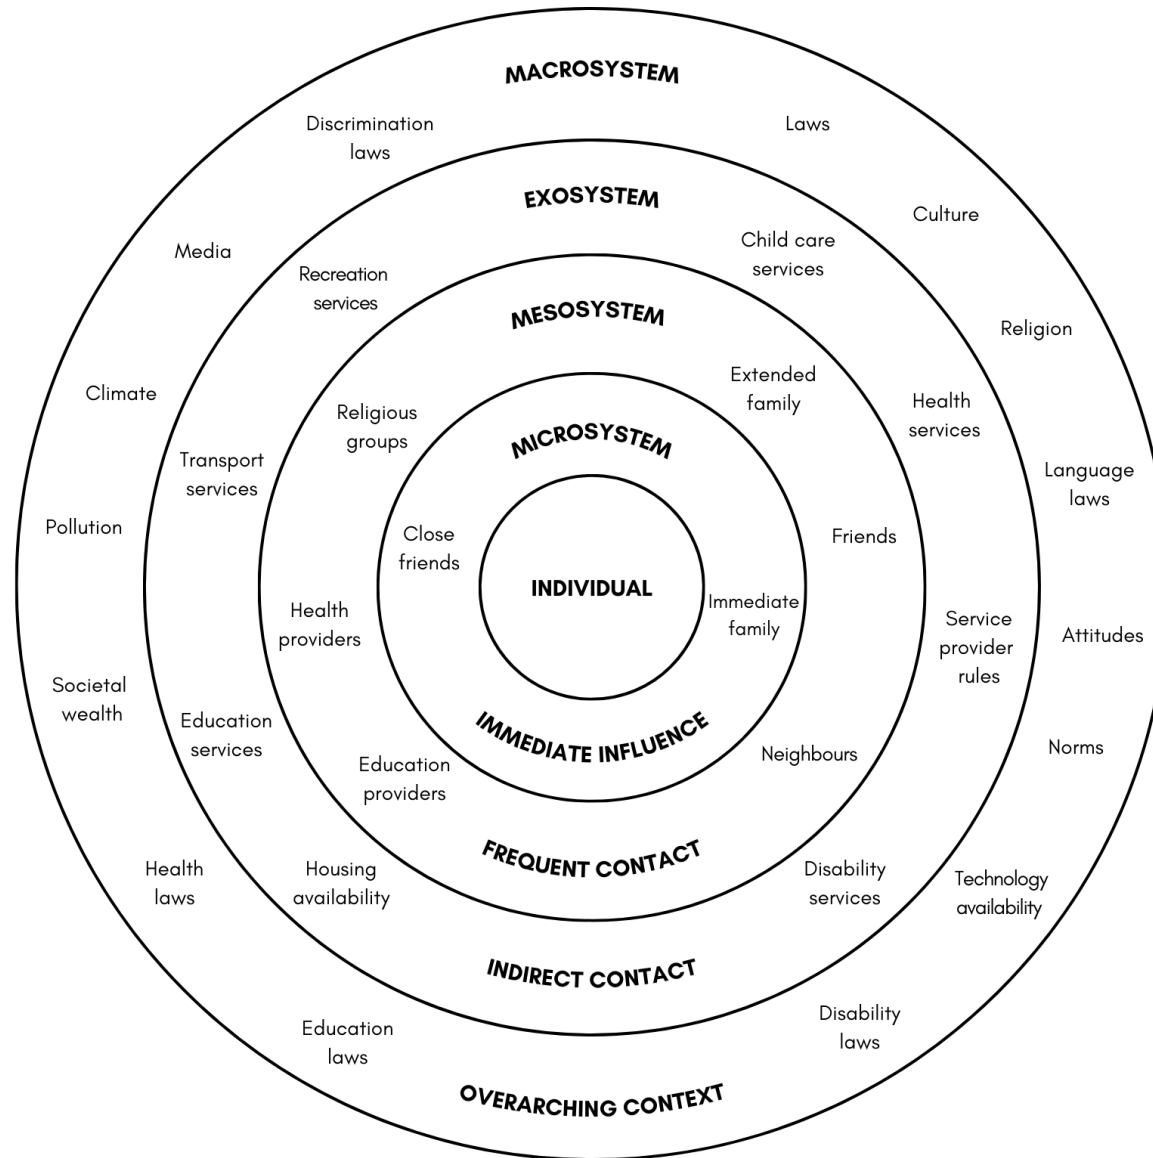 MACROSYSTEM
Discrimination
laws
Laws
EXOSYSTEM
Culture
Media
Recreation
services
Child care
services
MESOSYSTEM
Religion
Climate
Religious
groups
Extended
family
Health
services
MICROSYSTEM
Transport
services
Language
laws
Pollution
Close
friends
Friends
INDIVIDUAL
Health
providers
Immediate
family
Service
provider
rules
Attitudes
Societal
wealth
Education
services
IMMEDIATE INFLUENCE
Education
providers
Neighbours
Norms
FREQUENT CONTACT
Health
laws
Housing
availability
Disability
services
Technology
availability
INDIRECT CONTACT
Education
laws
Disability
laws
OVERARCHING CONTEXT